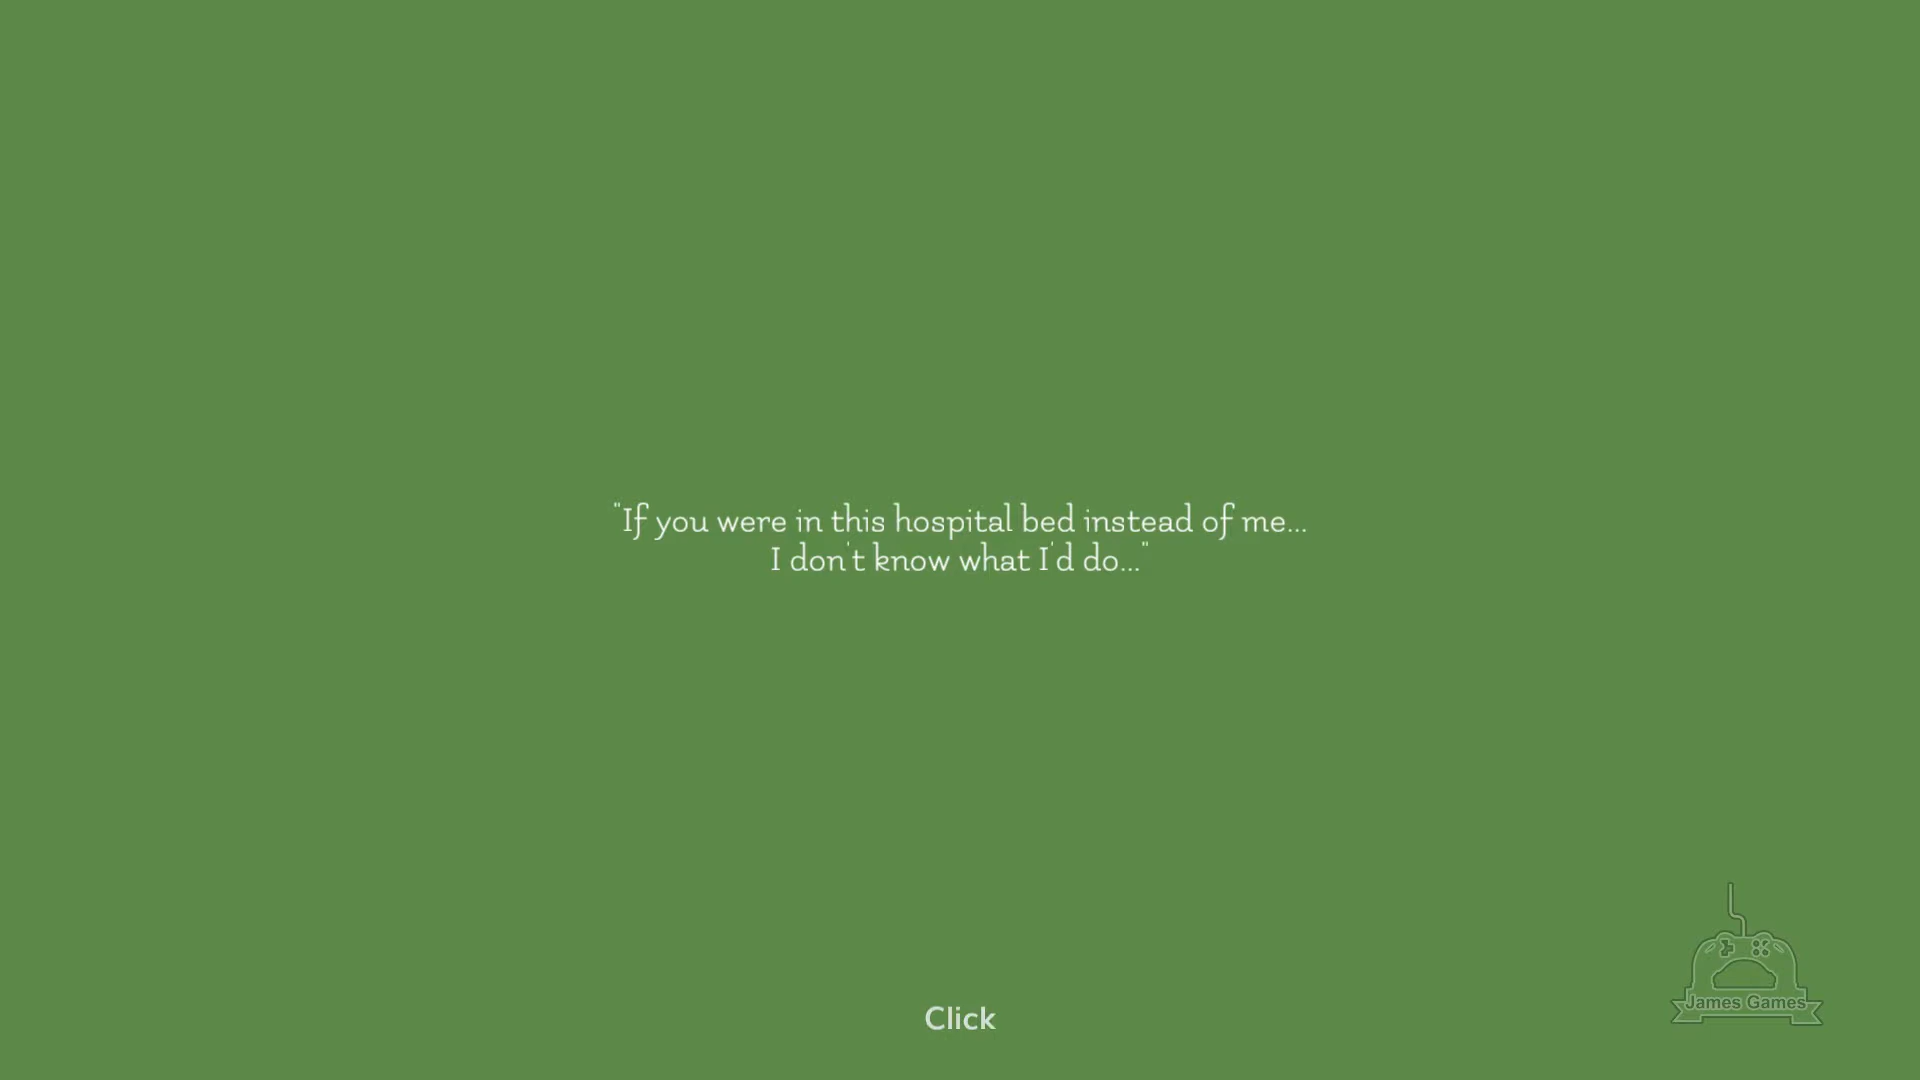 "If you were in this hospital bed instead of me...
I don't know what I'd do..."
James Games
Click